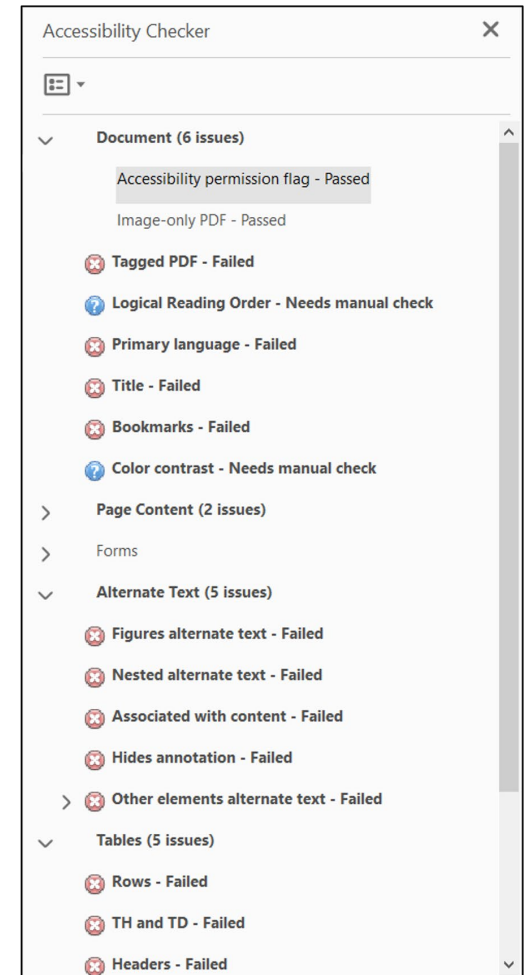 Accessibility Checker
Document (6 issues)
Accessibility permission flag - Passed
Image-only PDF - Passed
Tagged PDF - Failed
Logical Reading Order - Needs manual check
Primary language - Failed
Title - Failed
Bookmarks - Failed
Color contrast - Needs manual check
Page Content (2 issues)
Forms
Alternate Text (5 issues)
Figures alternate text - Failed
Nested alternate text - Failed
Associated with content - Failed
Hides annotation - Failed
Other elements alternate text - Failed
Tables (5 issues)
Rows - Failed
TH and TD - Failed
Headers - Failed